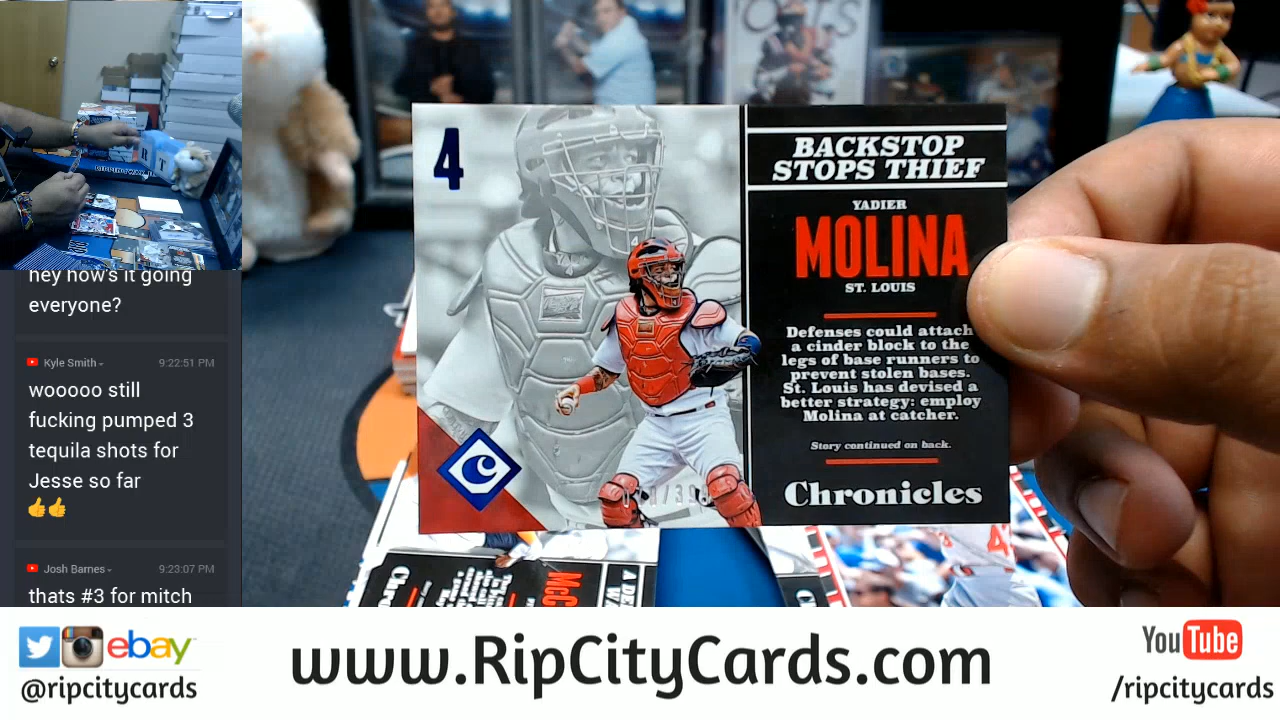 hey how's it going
everyone?
Kyle Smith
9:22:51 PM
wooooo still
fucking pumped 3
tequila shots for
Jesse so far
Josh Barnes
9:23:07 PM
thats #3 for mitch
4
BACKSTOP
STOPS THIEF
YADIER
MOLINA
ST. LOUIS
Defenses could attach
a cinder block to the
legs of base runners to
prevent stolen bases.
St. Louis has devised a
better strategy: employ
Molina at catcher.
Story continued on back.
Chronicles
C
ebay
@ripcitycards
www.RipCityCards.com
YouTube
/ripcitycards